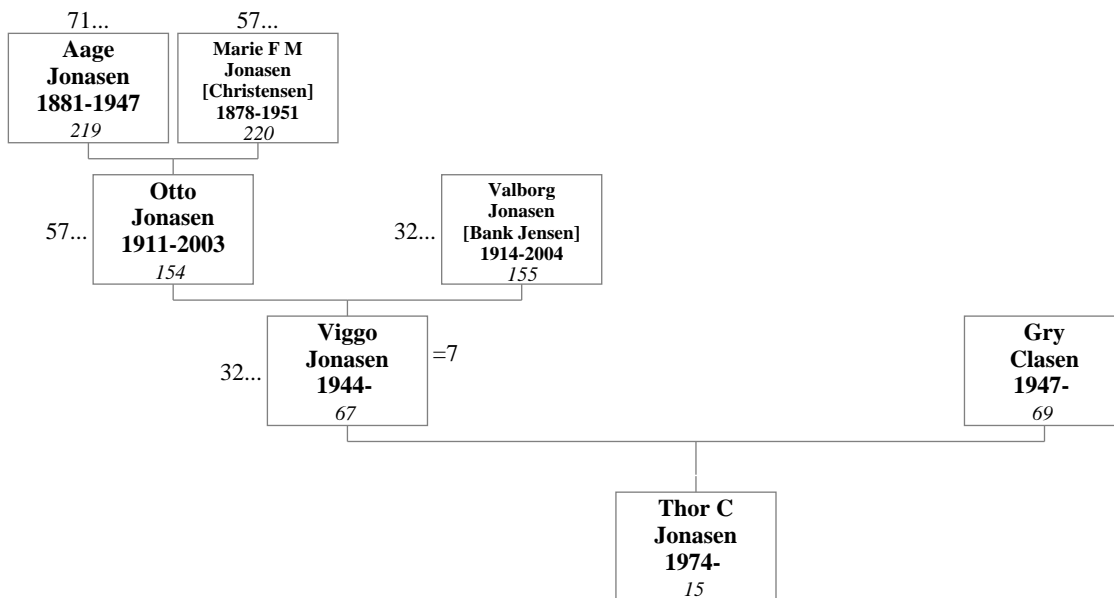 71...
57...
Aage
Jonasen
1881-1947
219
Marie F M
Jonasen
[Christensen]
1878-1951
220
57...
Otto
Jonasen
1911-2003
154
32...
Valborg
Jonasen
[Bank Jensen]
1914-2004
155
32...
Viggo
Jonasen
1944-
67
=7
Gry
Clasen
1947-
69
Thor C
Jonasen
1974-
15